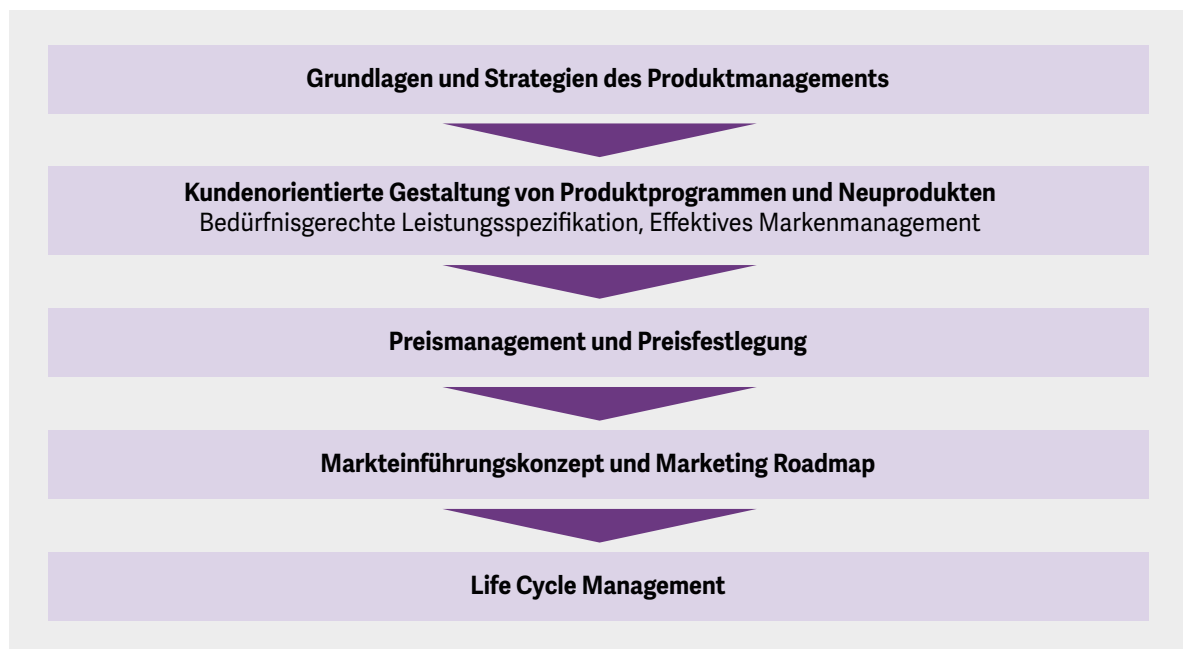 Grundlagen und Strategien des Produktmanagements
Kundenorientierte Gestaltung von Produktprogrammen und Neuprodukten
Bedürfnisgerechte Leistungsspezifikation, Effektives Markenmanagement
Preismanagement und Preisfestlegung
Markteinführungskonzept und Marketing Roadmap
Life Cycle Management